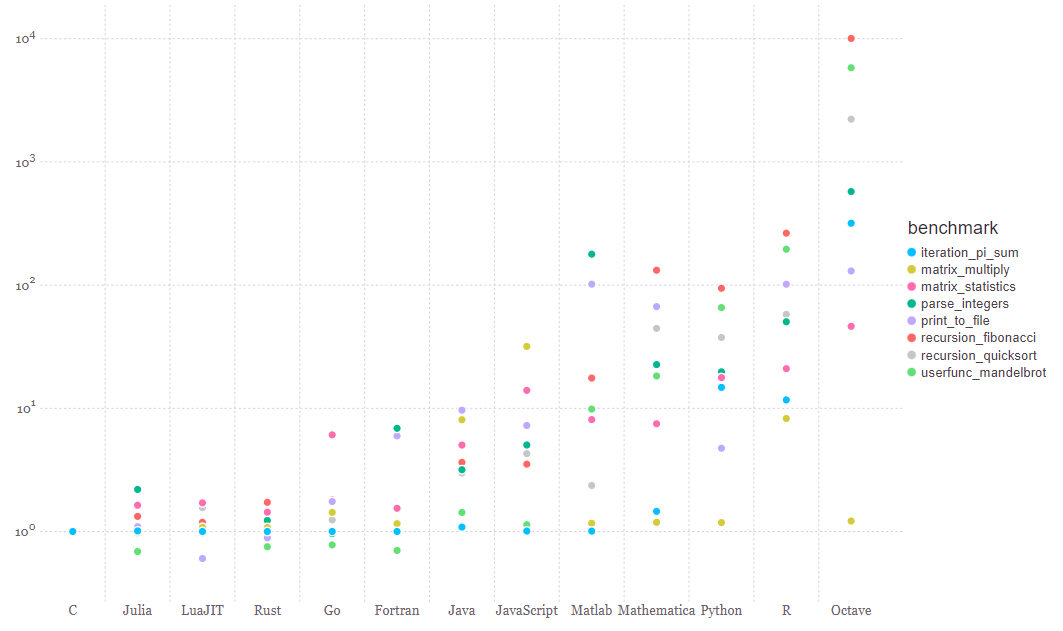 10^4
10^3
10^2
10^1
10^0
C Julia LuaJIT Rust Go Fortran Java JavaScript Matlab Mathematica Python R Octave
benchmark
iteration_pi_sum
matrix_multiply
matrix_statistics
parse_integers
print_to_file
recursion_fibonacci
recursion_quicksort
userfunc_mandelbrot